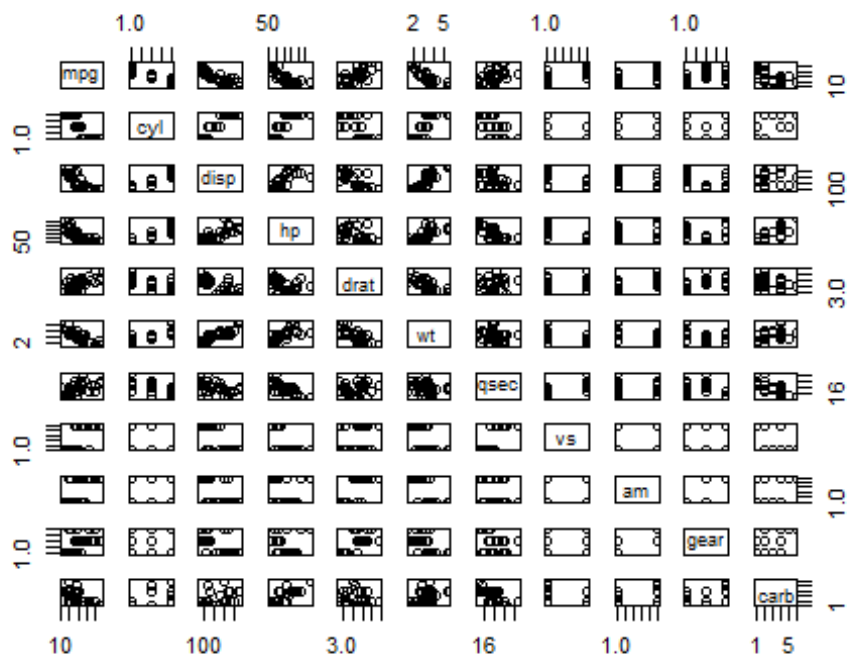 1.0 50 2 5 1.0 1.0
mpg 10
1.0 cyl
disp 100
50 hp
drat 3.0
2 wt
qsec 16
1.0 vs
am 1.0
1.0 gear
carb 1
10 100 3.0 16 1.0 1 5